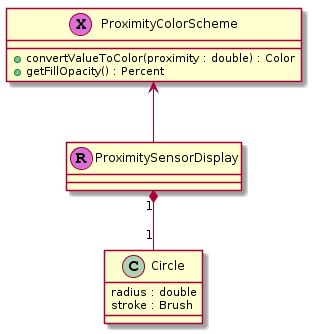 X ProximityColorScheme
convertValueToColor(proximity : double) : Color
getFillOpacity() : Percent
R ProximitySensorDisplay
1
1
C Circle
radius : double
stroke : Brush